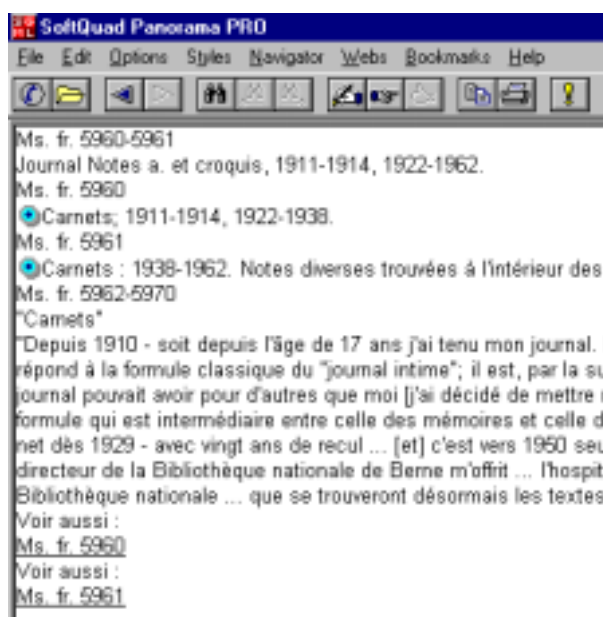 SoftQuad Panorama PRO
File Edit Options Styles Navigator Webs Bookmarks Help
Ms. fr. 5960-5961
Journal Notes a. et croquis, 1911-1914, 1922-1962.
Ms. fr. 5960
Carnets; 1911-1914, 1922-1938.
Ms. fr. 5961
Carnets : 1938-1962. Notes diverses trouvées à l'intérieur des
Ms. fr. 5962-5970
"Carnets"
"Depuis 1910 - soit depuis l'âge de 17 ans j'ai tenu mon journal.
répond à la formule classique du "journal intime"; il est, par la su
journal pouvait avoir pour d'autres que moi [j'ai décidé de mettre
formule qui est intermédiaire entre celle des mémoires et celle d
net dès 1929 - avec vingt ans de recul ... [et] c'est vers 1950 seu
directeur de la Bibliothèque nationale de Berne m'offrit ... l'hospit
Bibliothèque nationale ... que se trouveront désormais les textes
Voir aussi :
Ms. fr. 5960
Voir aussi :
Ms. fr. 5961